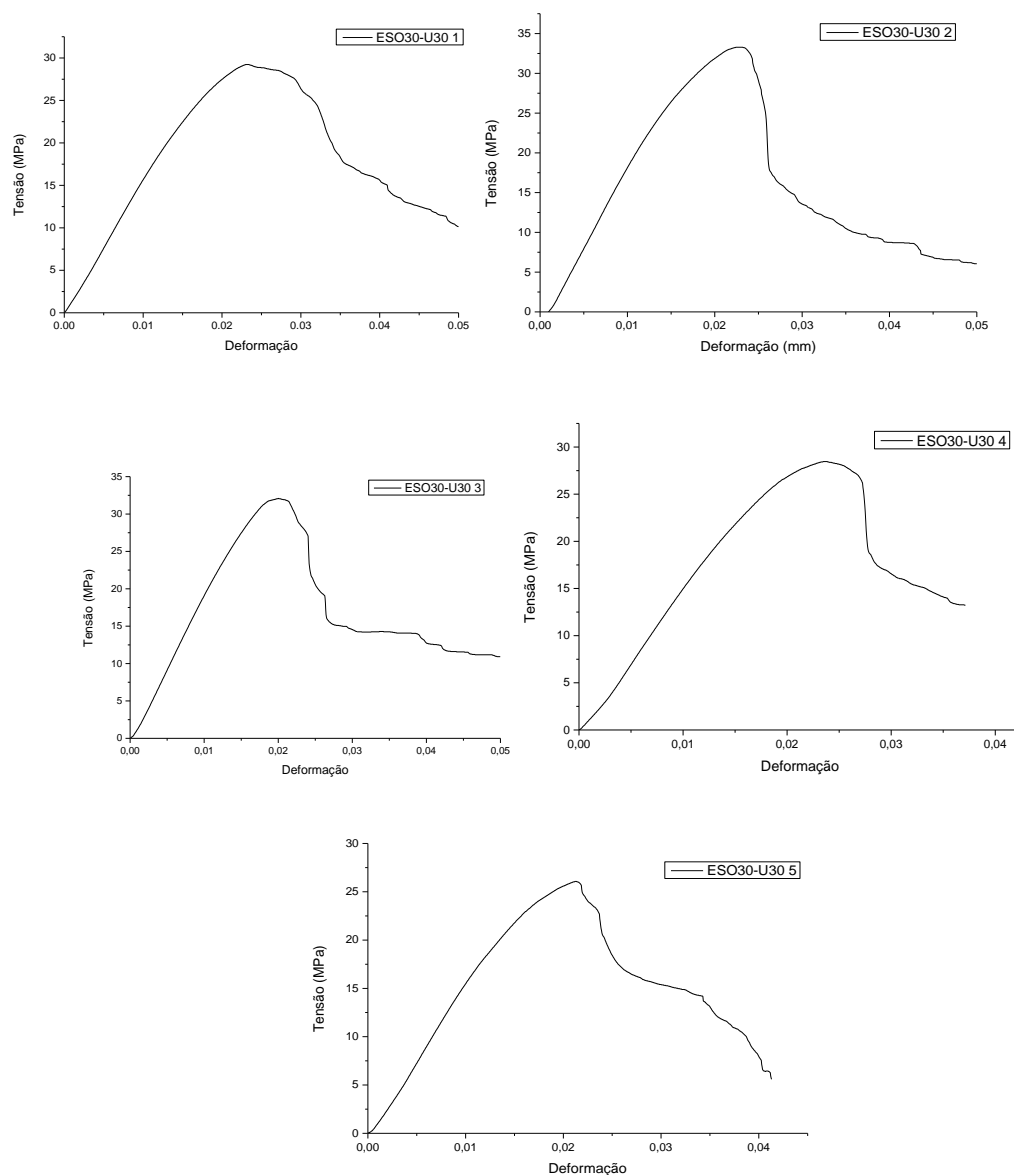 ESO30-U30 1
Tensão (MPa)
30
25
20
15
10
5
0
0.00 0.01 0.02 0.03 0.04 0.05
Deformação
ESO30-U30 2
Tensão (MPa)
35
30
25
20
15
10
5
0
0,00 0,01 0,02 0,03 0,04 0,05
Deformação (mm)
ESO30-U30 3
Tensão (MPa)
35
30
25
20
15
10
5
0
0,00 0,01 0,02 0,03 0,04 0,05
Deformação
ESO30-U30 4
Tensão (MPa)
30
25
20
15
10
5
0
0,00 0,01 0,02 0,03 0,04
Deformação
ESO30-U30 5
Tensão (MPa)
30
25
20
15
10
5
0
0,00 0,01 0,02 0,03 0,04
Deformação